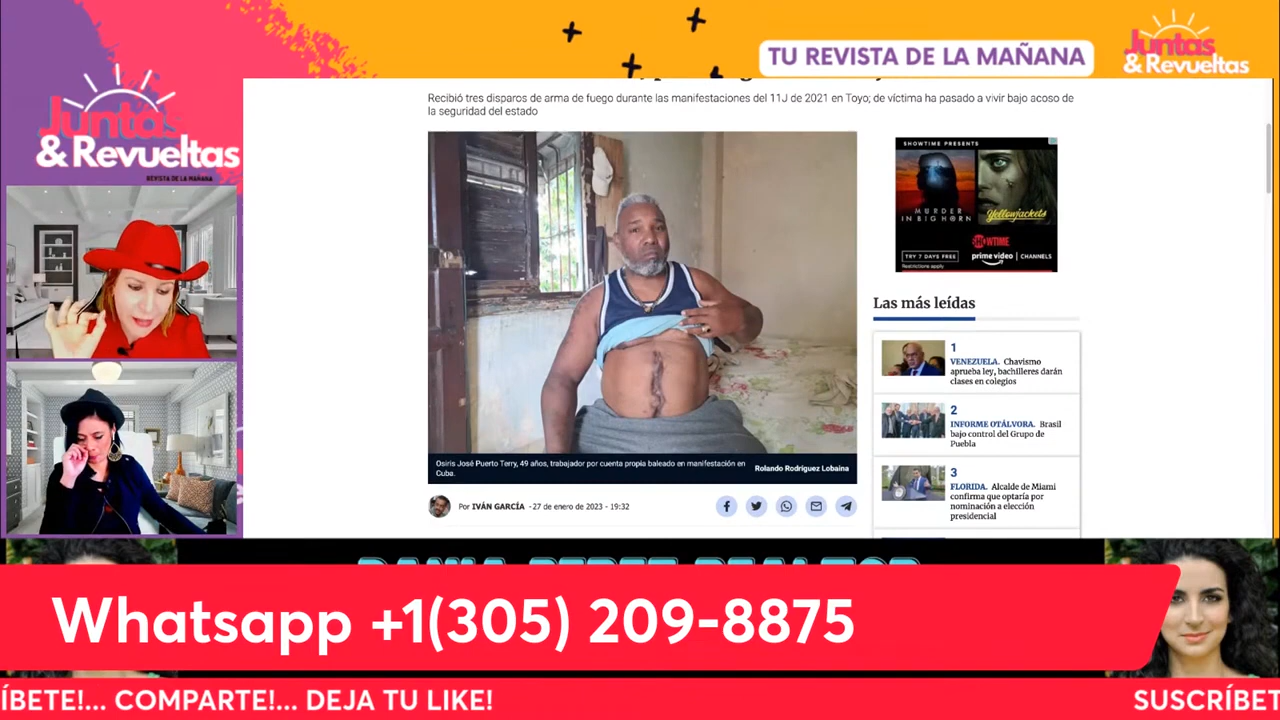 TU REVISTA DE LA MAÑANA
Juntas
& Revueltas
Juntas
& Revueltas
REVISTA DE LA MAÑANA
Recibió tres disparos de arma de fuego durante las manifestaciones del 11J de 2021 en Toyo; de víctima ha pasado a vivir bajo acoso de
la seguridad del estado
SHOWTIME PRESENTS
MURDER
IN BIG HORN
Yellowjackets
SHOWTIME
TRY 7 DAYS FREE
prime video | CHANNELS
Restrictions apply
Las más leídas
1
VENEZUELA. Chavismo
aprueba ley, bachilleres darán
clases en colegios
2
INFORME OTÁLVORA. Brasil
bajo control del Grupo de
Puebla
3
FLORIDA. Alcalde de Miami
confirma que optaría por
nominación a elección
presidencial
Osiris José Puerto Terry, 49 años, trabajador por cuenta propia baleado en manifestación en
Cuba.
Rolando Rodríguez Lobaina
Por IVÁN GARCÍA - 27 de enero de 2023 - 19:32
Whatsapp +1(305) 209-8875
ÍBETE!... COMPARTE!... DEJA TU LIKE!
SUSCRÍBET